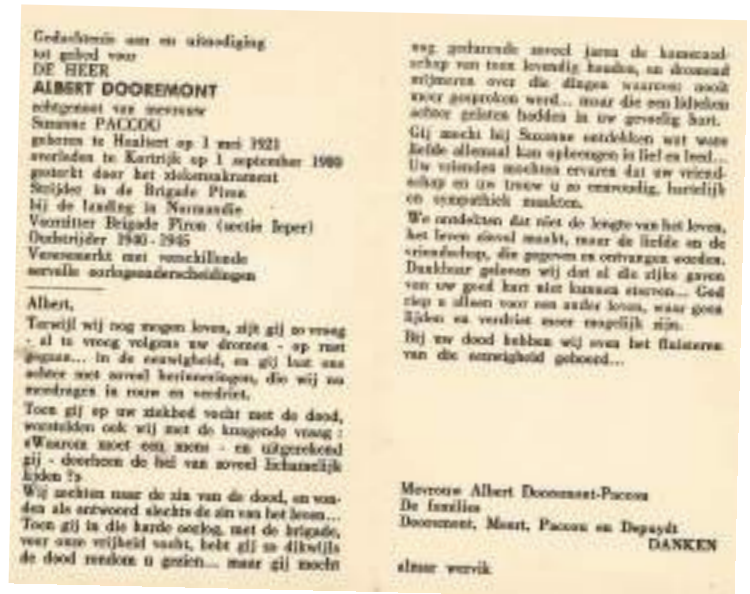 Gedachtenis aan en uitnodiging
tot gebed voor
DE HEER
ALBERT DOOREMONT
echtgenoot van mevrouw
Suzanne PACCOU
geboren te Heultert op 1 mei 1921
overleden te Kortrijk op 1 september 1980
gesterkt door het ziekensakrament
Strijder in de Brigade Piron
bij de landing in Normandie
Voorzitter Brigade Piron (sectie Ieper)
Oudstrijder 1940 - 1945
Vereremerkt met verschillende
eervolle oorlogsonderscheidingen
Albert,
Terwijl wij nog mogen leven, zijt gij zo vroeg
- al te vroeg volgens uw dromen - op rust
gegaan... in de eeuwigheid, en gij laat ons
achter met zoveel herinneringen, die wij nu
meedragen in rouw en verdriet.
Toen gij op uw ziekbed vocht met de dood,
worstelden ook wij met de knagende vraag :
«Waarom moet een mens - en uitgerekend
gij - doorheen de hel van zoveel lichamelijk
lijden ?»
Wij zochten naar de zin van de dood, en von-
den als antwoord slechts de zin van het leven...
Toen gij in die harde oorlog, met de brigade,
voor onze vrijheid vocht, hebt gij zo dikwijls
de dood rondom u gezien... maar gij mocht
nog gedurende zoveel jaren de kameraad-
schap van toen levendig houden, en dromend
mijmeren over die dingen waarover nooit
meer gesproken werd... maar die een litteken
achter gelaten hadden in uw gevoelig hart.
Gij mocht bij Suzanne ontdekken wat ware
liefde allemaal kan opbrengen in lief en leed...
Uw vrienden mochten ervaren dat uw vriend-
schap en uw trouw u zo eenvoudig, hartelijk
en sympathiek maakten.
We ontdekten dat niet de lengte van het leven,
het leven zinvol maakt, maar de liefde en de
vriendschap, die gegeven en ontvangen worden.
Dankbaar geloven wij dat al die rijke gaven
van uw goed hart niet kunnen sterven... God
riep u alleen voor een ander leven, waar geen
lijden en verdriet meer mogelijk zijn.
Bij uw dood hebben wij even het fluisteren
van die eeuwigheid gehoord...
Mevrouw Albert Dooremont-Paccou
De families
Dooremont, Meurt, Paccou en Depuydt
DANKEN
almar wervik